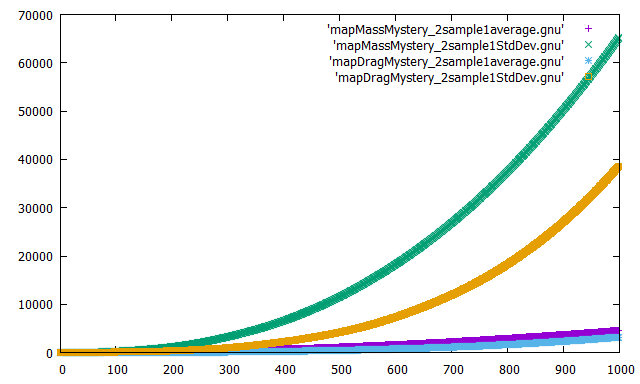 70000
60000
50000
40000
30000
20000
10000
0
'mapMassMystery_2sample1average.gnu'
'mapMassMystery_2sample1StdDev.gnu'
'mapDragMystery_2sample1average.gnu'
'mapDragMystery_2sample1StdDev.gnu'
0 100 200 300 400 500 600 700 800 900 1000